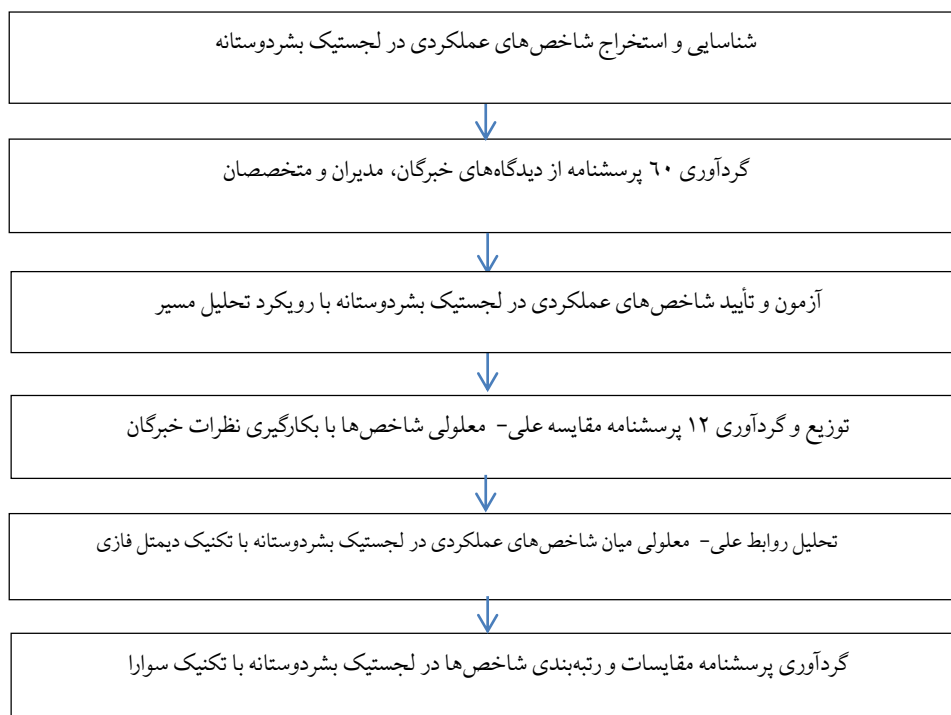 شناسایی و استخراج شاخص‌های عملکردی در لجستیک بشردوستانه
گردآوری ٦٠ پرسشنامه از دیدگاه‌های خبرگان، مدیران و متخصصان
آزمون و تأیید شاخص‌های عملکردی در لجستیک بشردوستانه با رویکرد تحلیل مسیر
توزیع و گردآوری ۱۲ پرسشنامه مقایسه علی- معلولی شاخص‌ها با بکارگیری نظرات خبرگان
تحلیل روابط علی- معلولی میان شاخص‌های عملکردی در لجستیک بشردوستانه با تکنیک دیمتل فازی
گردآوری پرسشنامه مقایسات و رتبه‌بندی شاخص‌ها در لجستیک بشردوستانه با تکنیک سوارا